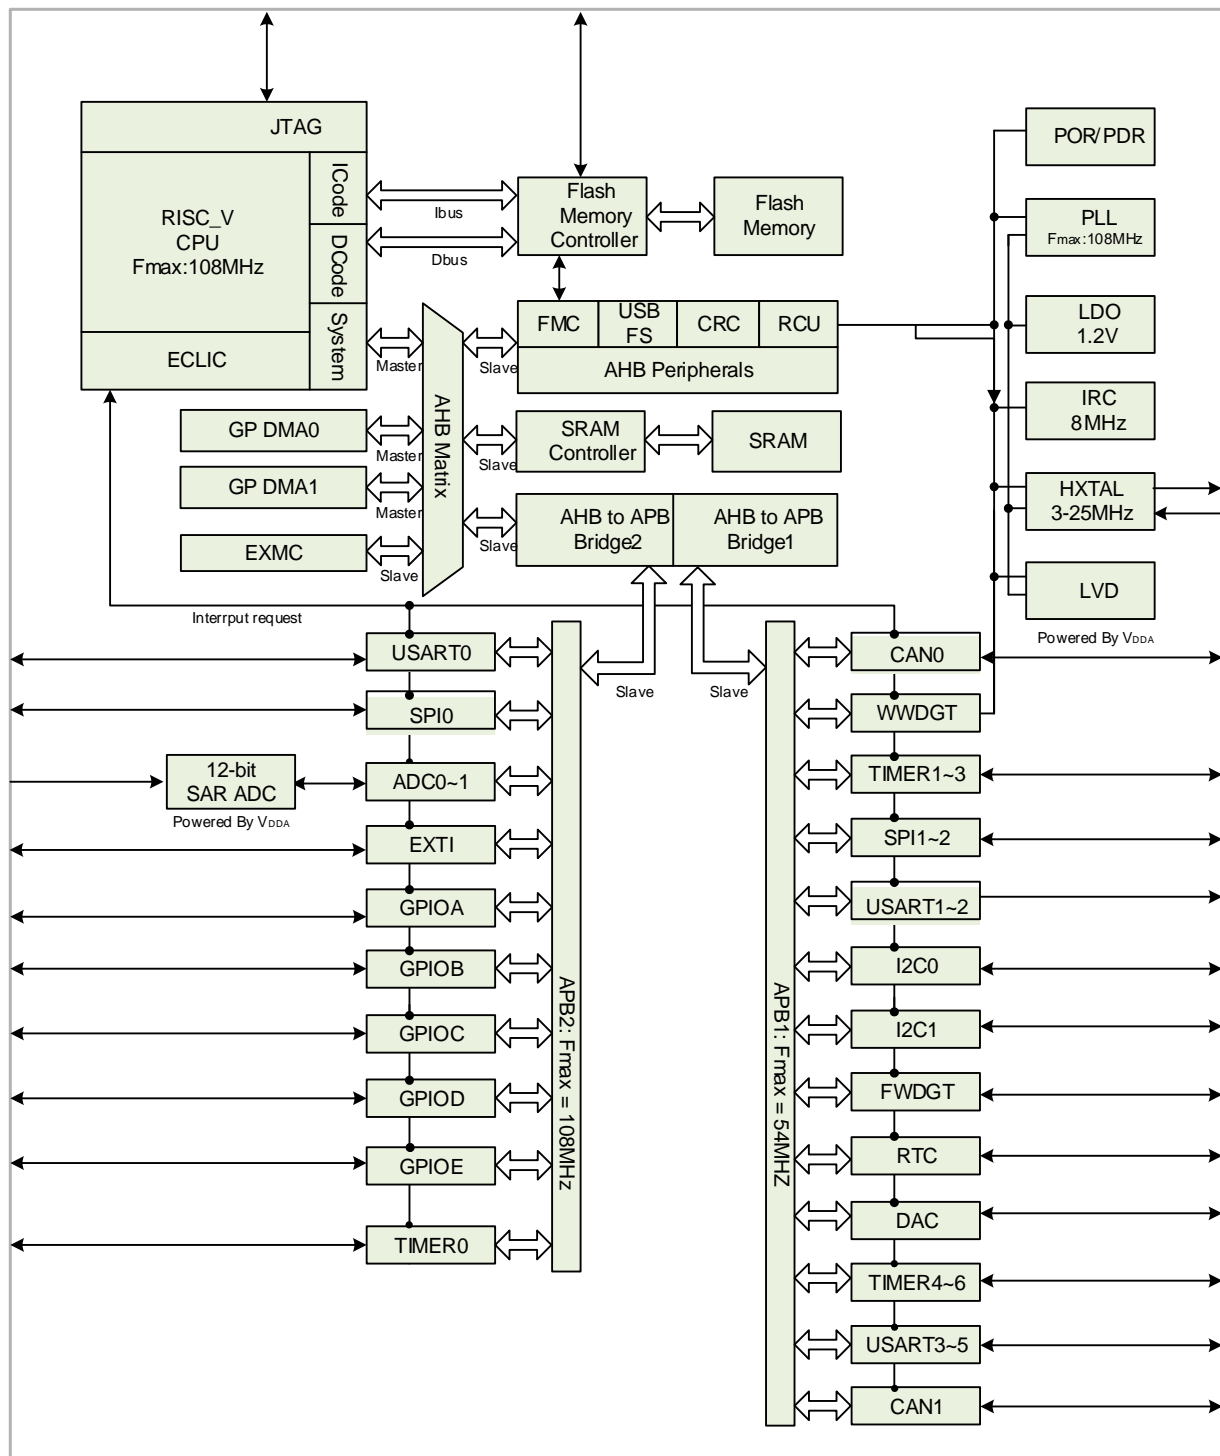 JTAG
POR/PDR
RISC_V
CPU
Fmax:108MHz
ICode
DCode
System
ECLIC
Ibus
Dbus
Flash
Memory
Controller
Flash
Memory
PLL
Fmax:108MHz
FMC
USB
FS
CRC
RCU
AHB Peripherals
LDO
1.2V
Master
Slave
AHB Matrix
IRC
8MHz
GP DMA0
Master
Slave
SRAM
Controller
SRAM
GP DMA1
Master
HXTAL
3-25MHz
EXMC
Slave
Slave
AHB to APB
Bridge2
AHB to APB
Bridge1
LVD
Powered By VDDA
Interrput request
Slave
Slave
USART0
SPI0
12-bit
SAR ADC
Powered By VDDA
ADC0~1
EXTI
GPIOA
GPIOB
GPIOC
GPIOD
GPIOE
TIMER0
APB2: Fmax = 108MHz
APB1: Fmax = 54MHZ
CAN0
WWDGT
TIMER1~3
SPI1~2
USART1~2
I2C0
I2C1
FWDGT
RTC
DAC
TIMER4~6
USART3~5
CAN1